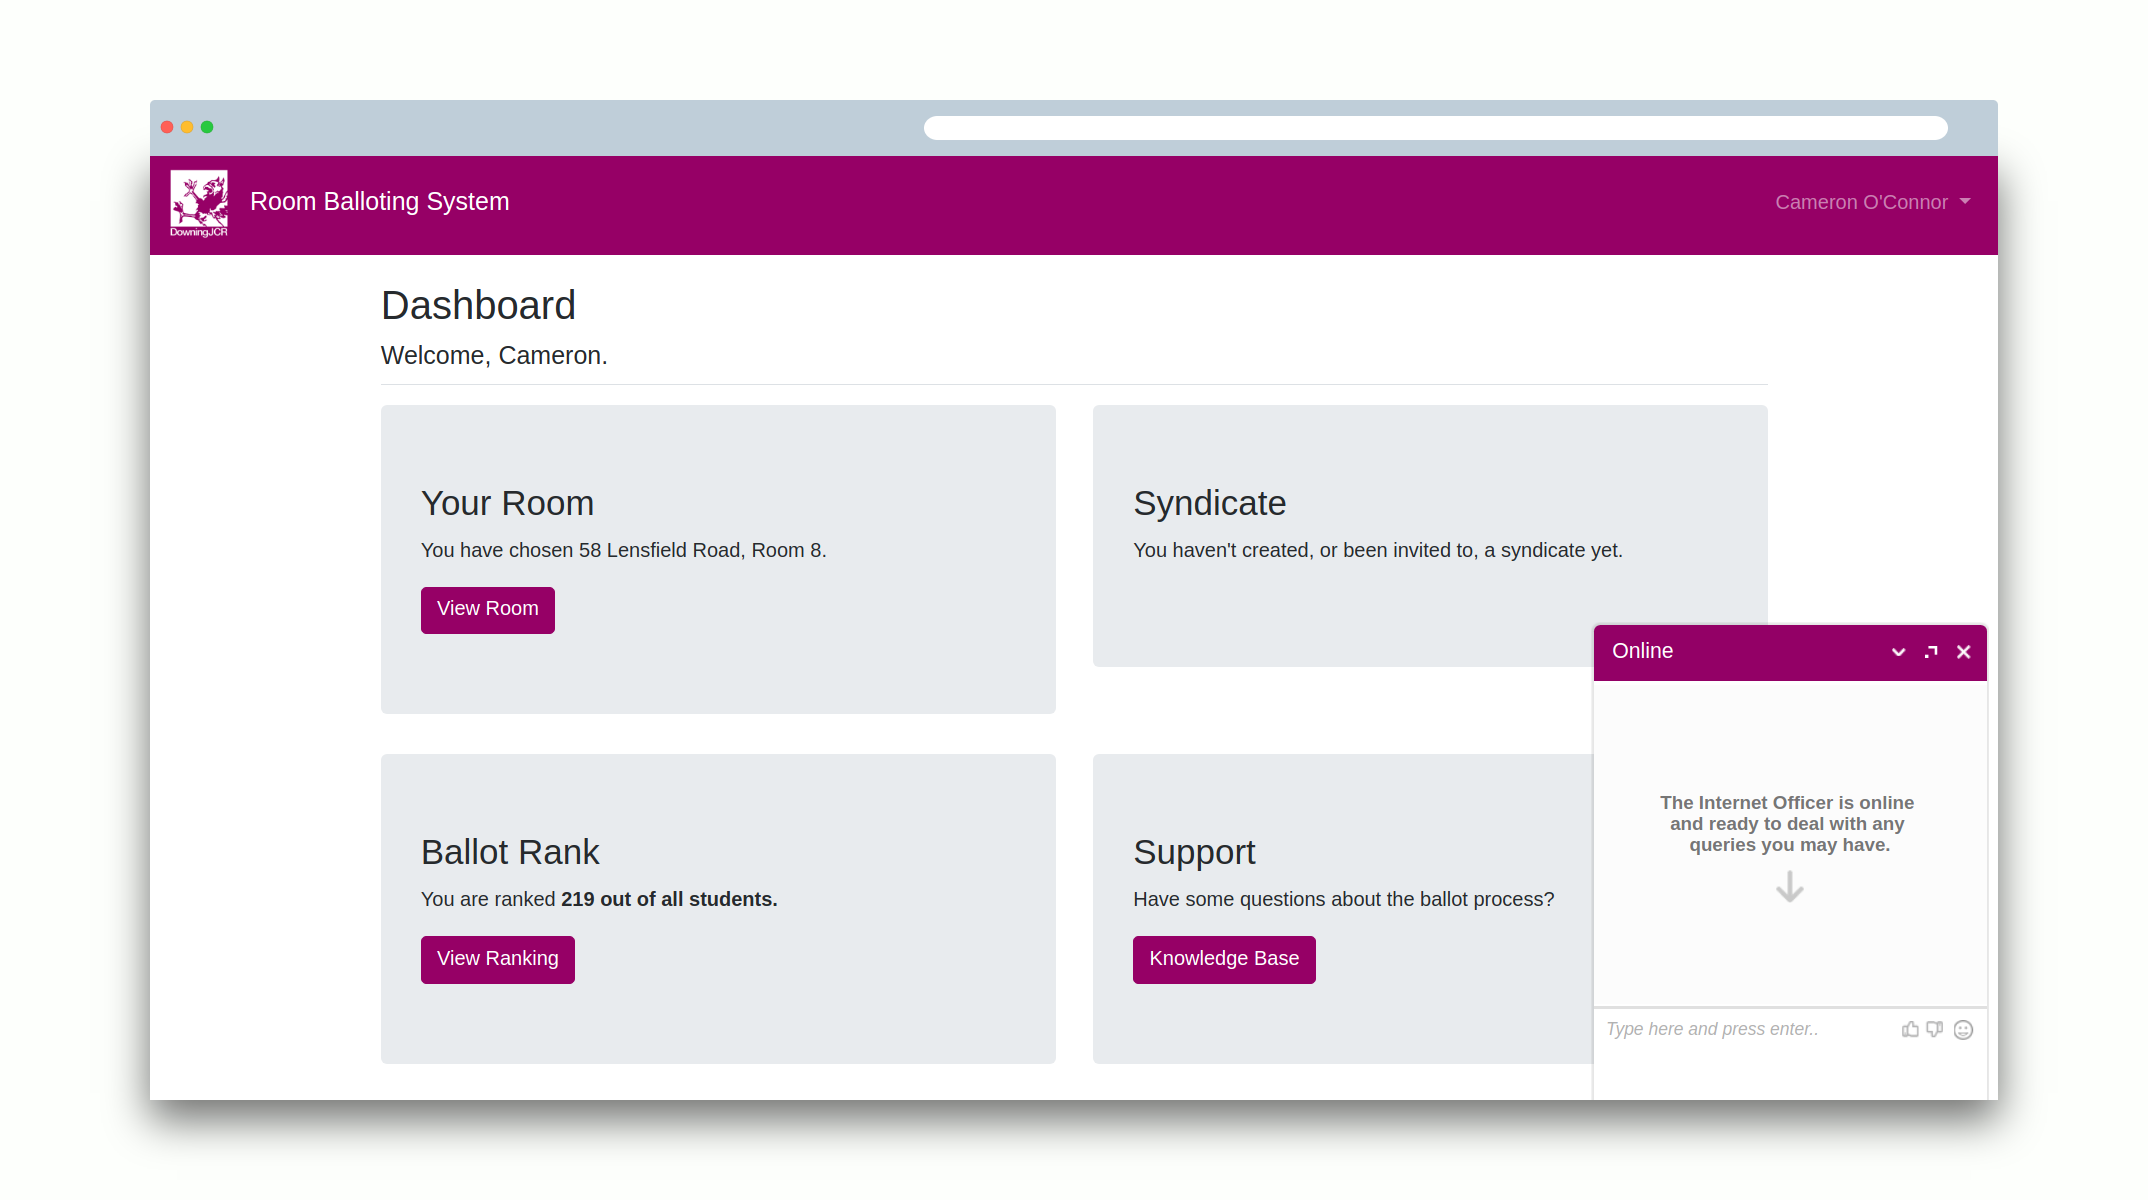 DowningJCR
Room Balloting System
Cameron O'Connor
Dashboard
Welcome, Cameron.
Your Room
You have chosen 58 Lensfield Road, Room 8.
View Room
Syndicate
You haven't created, or been invited to, a syndicate yet.
Ballot Rank
You are ranked 219 out of all students.
View Ranking
Support
Have some questions about the ballot process?
Knowledge Base
Online
The Internet Officer is online
and ready to deal with any
queries you may have.
Type here and press enter..